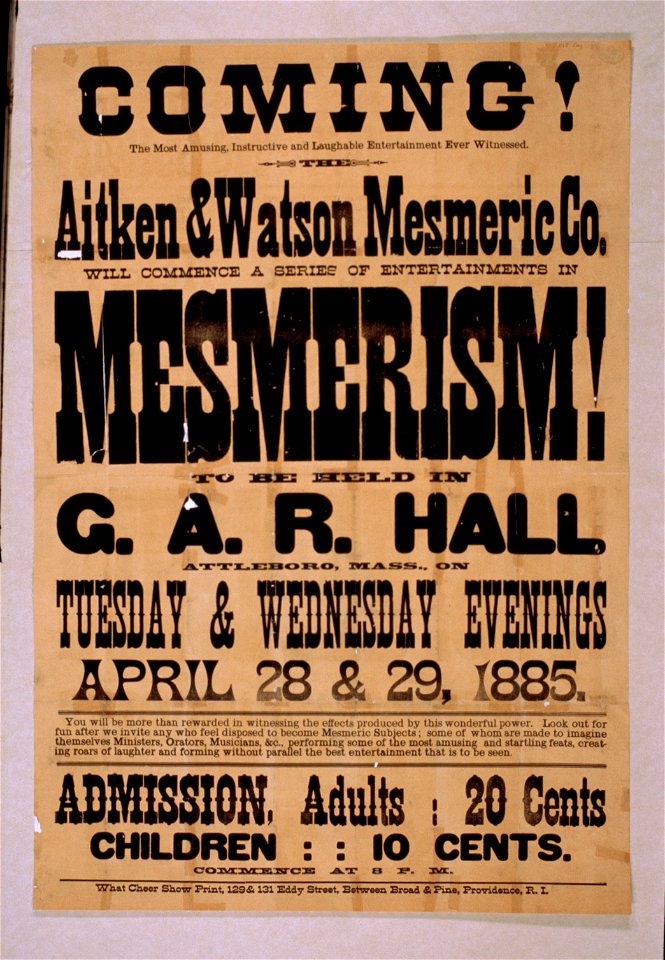 COMING!
The Most Amusing, Instructive and Laughable Entertainment Ever Witnessed.
THE
Aitken & Watson Mesmeric Co.
WILL COMMENCE A SERIES OF ENTERTAINMENTS IN
MESMERISM!
TO BE HELD IN
G. A. R. HALL
ATTLEBORO, MASS., ON
TUESDAY & WEDNESDAY EVENINGS
APRIL 28 & 29, 1885.
You will be more than rewarded in witnessing the effects produced by this wonderful power. Look out for
fun after we invite any who feel disposed to become Mesmeric Subjects; some of whom are made to imagine
themselves Ministers, Orators, Musicians, &c., performing some of the most amusing and startling feats, creat-
ing roars of laughter and forming without parallel the best entertainment that is to be seen.
ADMISSION, Adults : 20 Cents
CHILDREN : : 10 CENTS.
COMMENCE AT 8 P. M.
What Cheer Show Print, 129 & 131 Eddy Street, Between Broad & Pine, Providence, R. I.